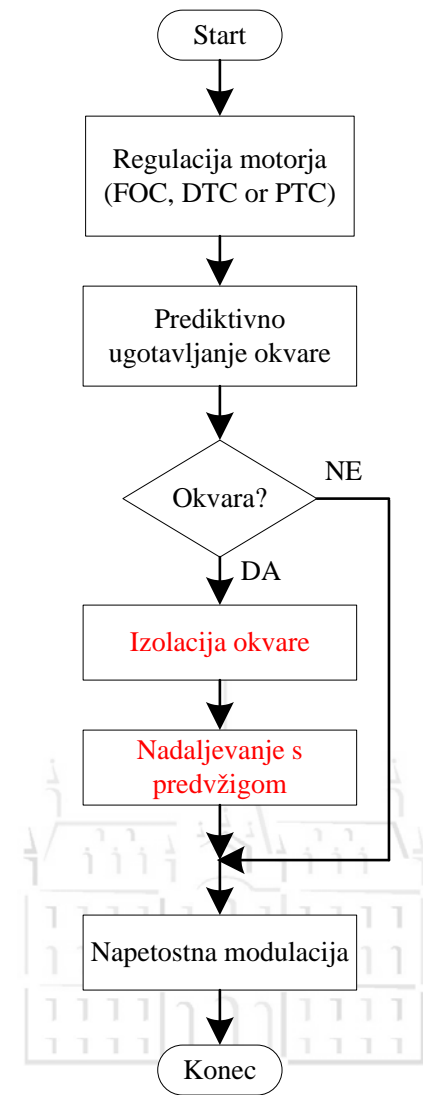 Start
Regulacija motorja
(FOC, DTC or PTC)
Prediktivno
ugotavljanje okvare
Okvara?
NE
DA
Izolacija okvare
Nadaljevanje s
predvžigom
Napetostna modulacija
Konec